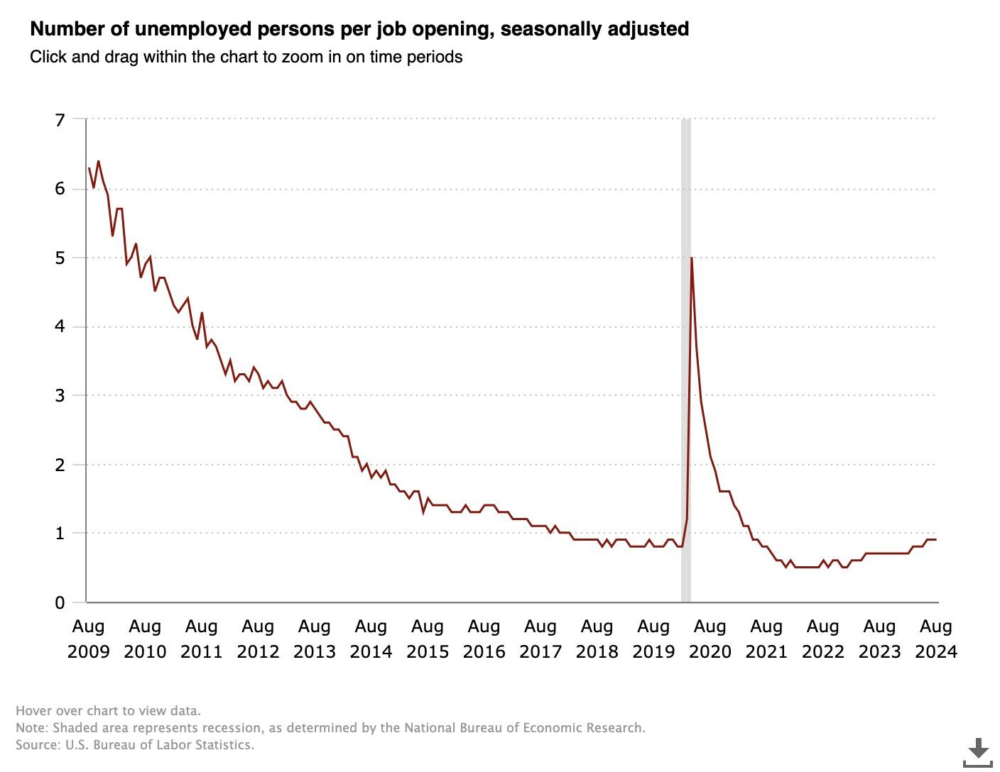 Number of unemployed persons per job opening, seasonally adjusted
Click and drag within the chart to zoom in on time periods
7
6
5
4
3
2
1
0
Aug Aug Aug Aug Aug Aug Aug Aug Aug Aug Aug Aug Aug Aug Aug Aug
2009 2010 2011 2012 2013 2014 2015 2016 2017 2018 2019 2020 2021 2022 2023 2024
Hover over chart to view data.
Note: Shaded area represents recession, as determined by the National Bureau of Economic Research.
Source: U.S. Bureau of Labor Statistics.